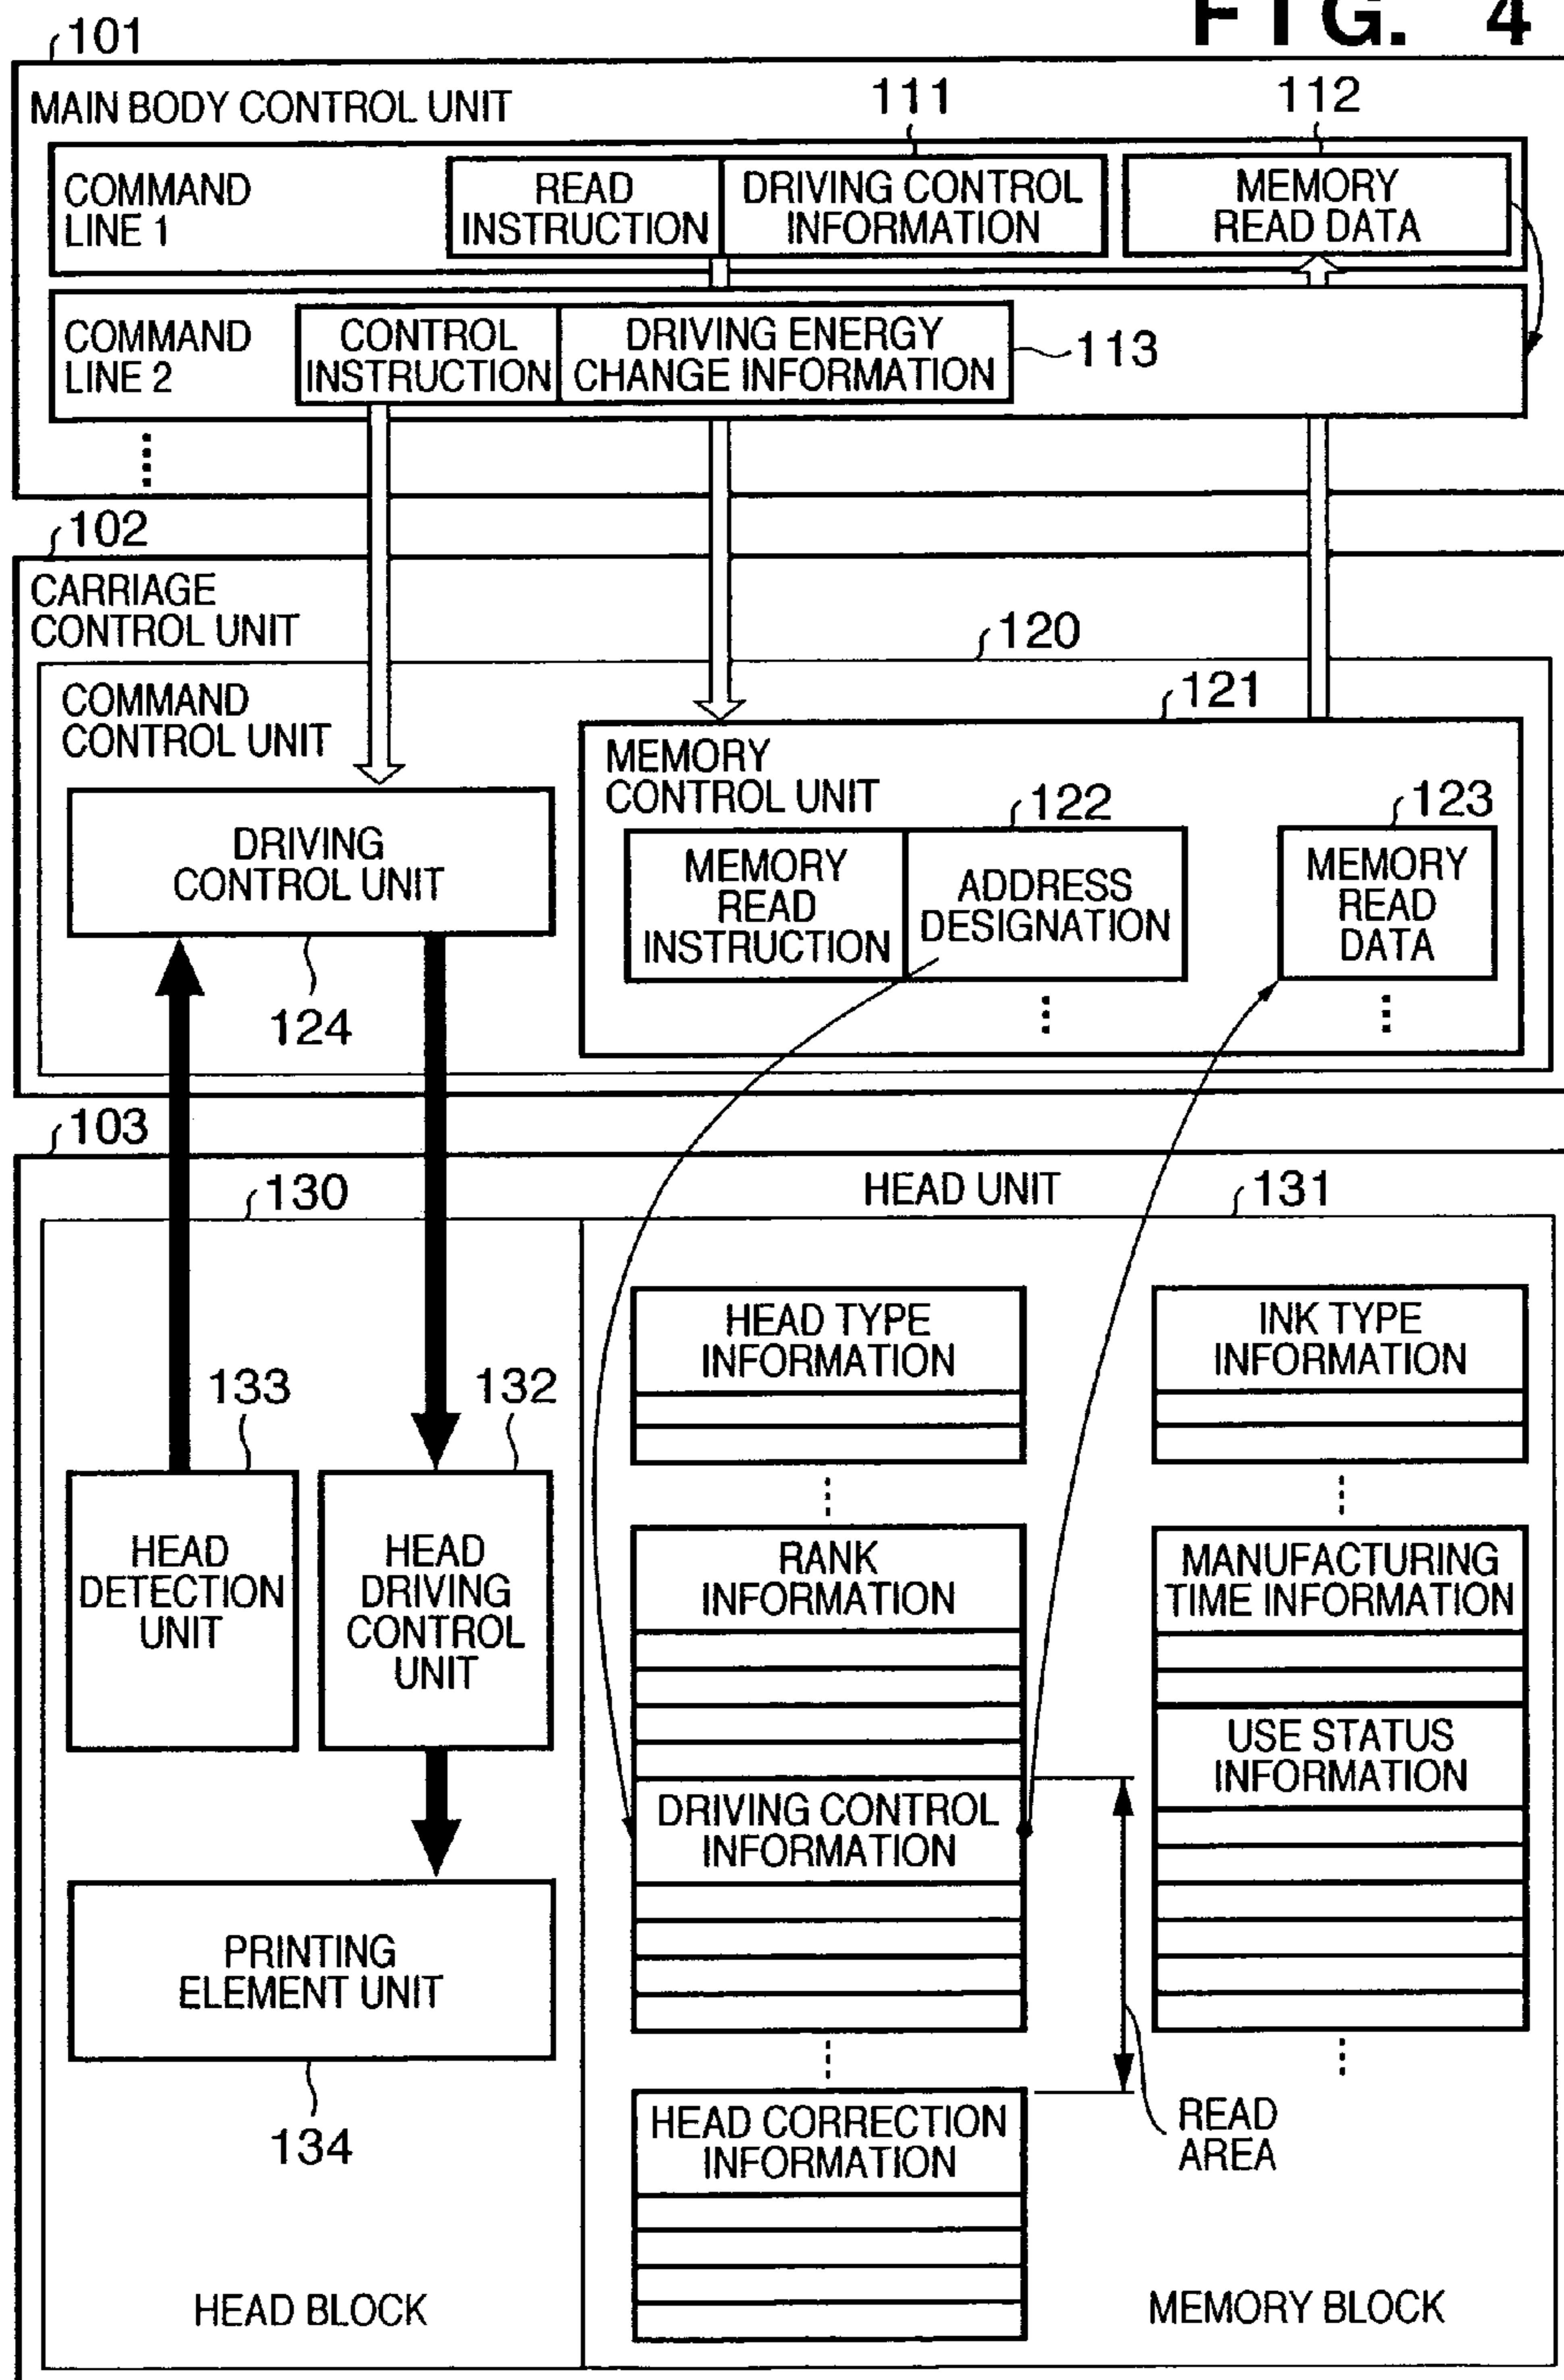 FIG. 4
101
MAIN BODY CONTROL UNIT
111
112
COMMAND
LINE 1
READ
INSTRUCTION
DRIVING CONTROL
INFORMATION
MEMORY
READ DATA
COMMAND
LINE 2
CONTROL
INSTRUCTION
DRIVING ENERGY
CHANGE INFORMATION
113
102
CARRIAGE
CONTROL UNIT
120
COMMAND
CONTROL UNIT
121
MEMORY
CONTROL UNIT
122
123
DRIVING
CONTROL UNIT
MEMORY
READ
INSTRUCTION
ADDRESS
DESIGNATION
MEMORY
READ
DATA
124
103
130
HEAD UNIT
131
HEAD TYPE
INFORMATION
INK TYPE
INFORMATION
133
132
HEAD
DETECTION
UNIT
HEAD
DRIVING
CONTROL
UNIT
RANK
INFORMATION
MANUFACTURING
TIME INFORMATION
USE STATUS
INFORMATION
DRIVING CONTROL
INFORMATION
PRINTING
ELEMENT UNIT
134
HEAD CORRECTION
INFORMATION
READ
AREA
HEAD BLOCK
MEMORY BLOCK